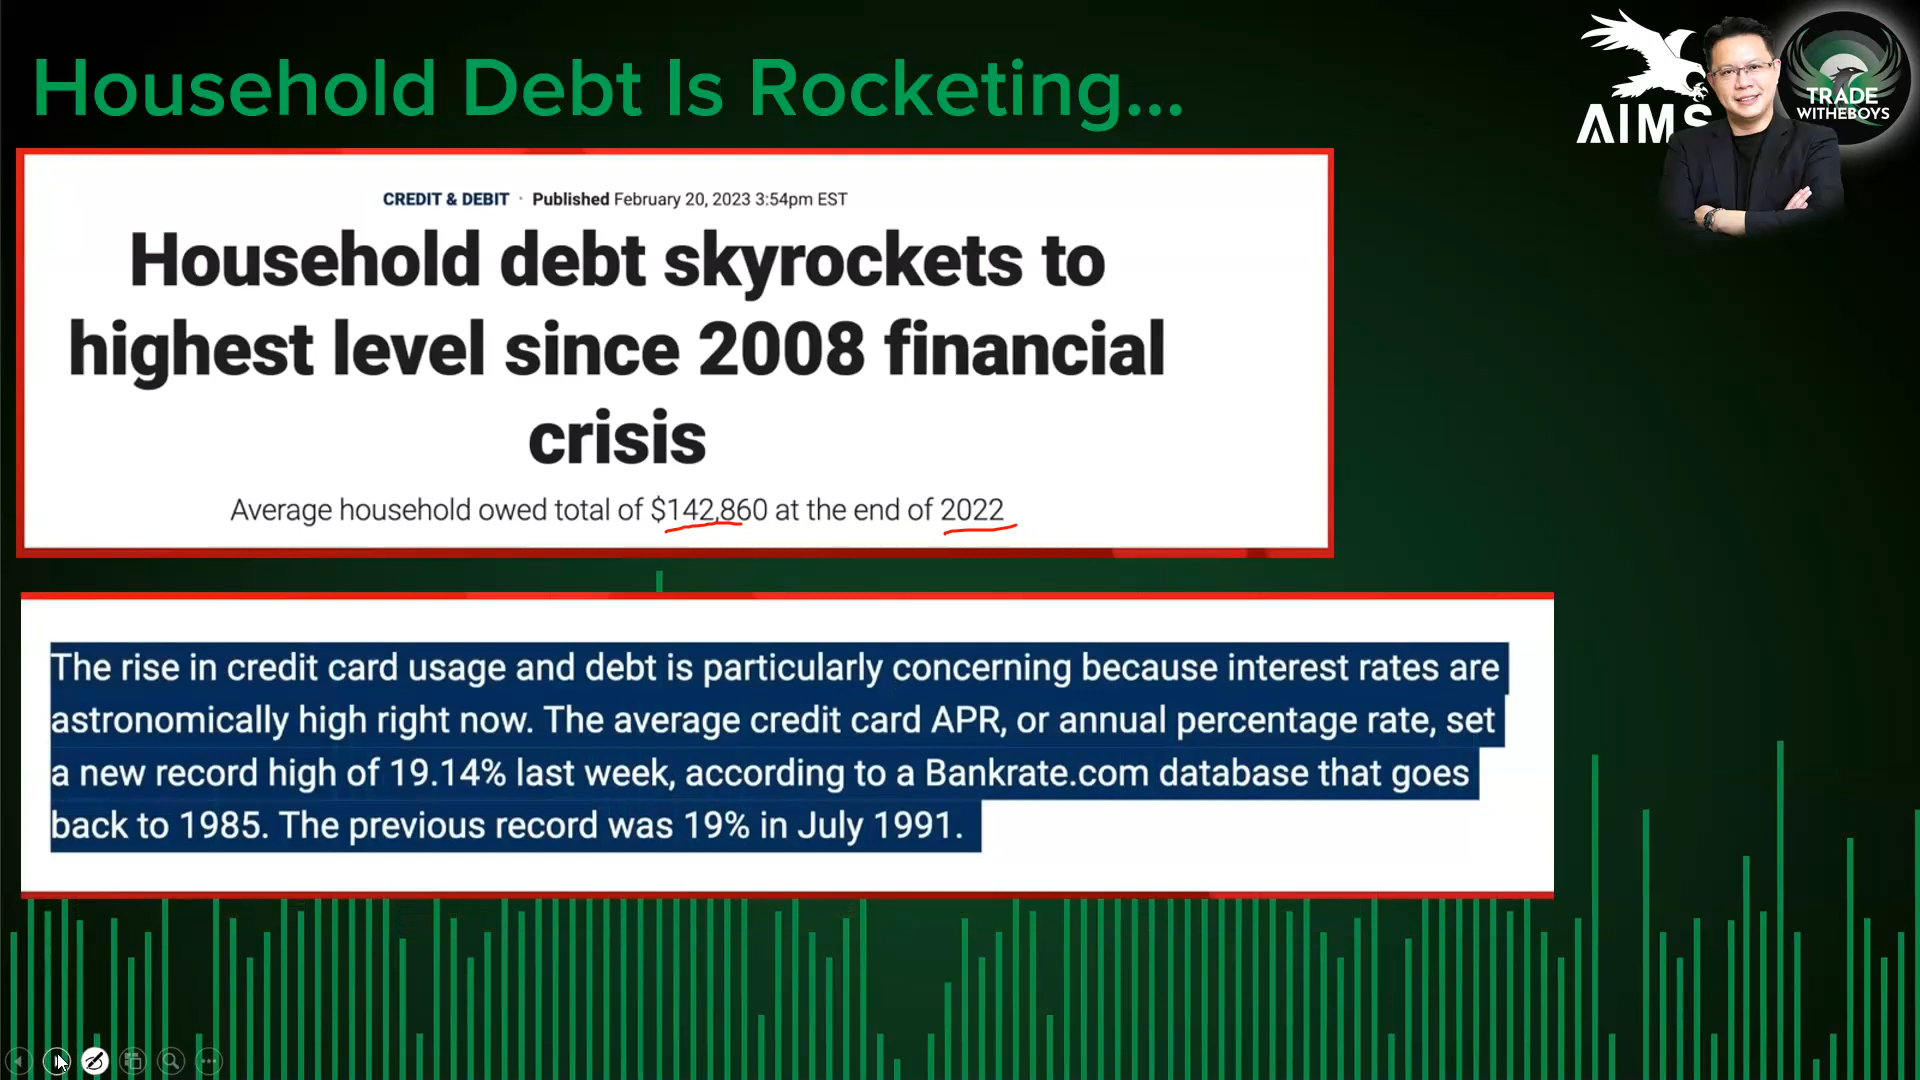 Household Debt Is Rocketing...
AIMS
TRADE
WITHEBOYS
CREDIT & DEBIT · Published February 20, 2023 3:54pm EST
Household debt skyrockets to
highest level since 2008 financial
crisis
Average household owed total of $142,860 at the end of 2022
The rise in credit card usage and debt is particularly concerning because interest rates are
astronomically high right now. The average credit card APR, or annual percentage rate, set
a new record high of 19.14% last week, according to a Bankrate.com database that goes
back to 1985. The previous record was 19% in July 1991.